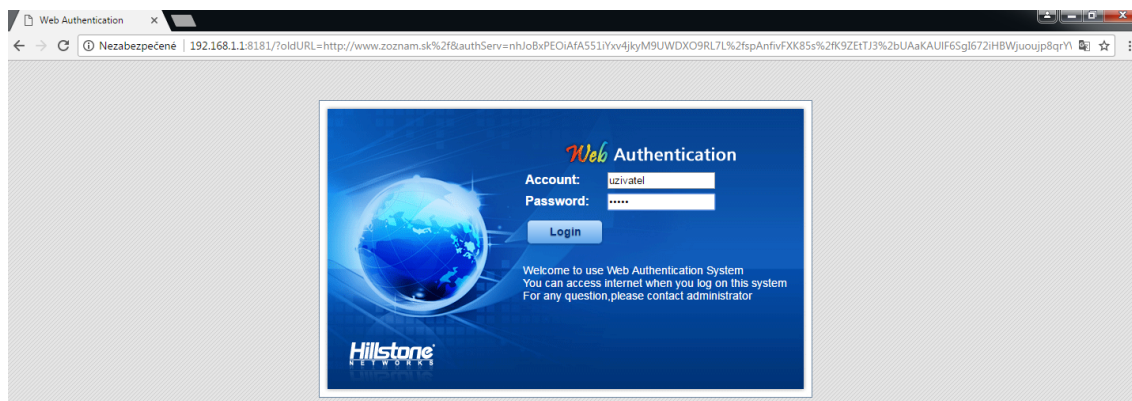 Web Authentication
Nezabezpečené 192.168.1.1:8181/?oldURL=http://www.zoznam.sk%2f&authServ=nhJoBxPEOiAfA551iYxv4jkyM9UWDXO9RL7L%2fspAnfivFXK85s%2fK9ZEtTJ3%2bUAaKAUIF6SgI672iHBWjuoujp8qrY\
Web Authentication
Account: uzivatel
Password: •••••
Login
Welcome to use Web Authentication System
You can access internet when you log on this system
For any question,please contact administrator
Hillstone
NETWORKS